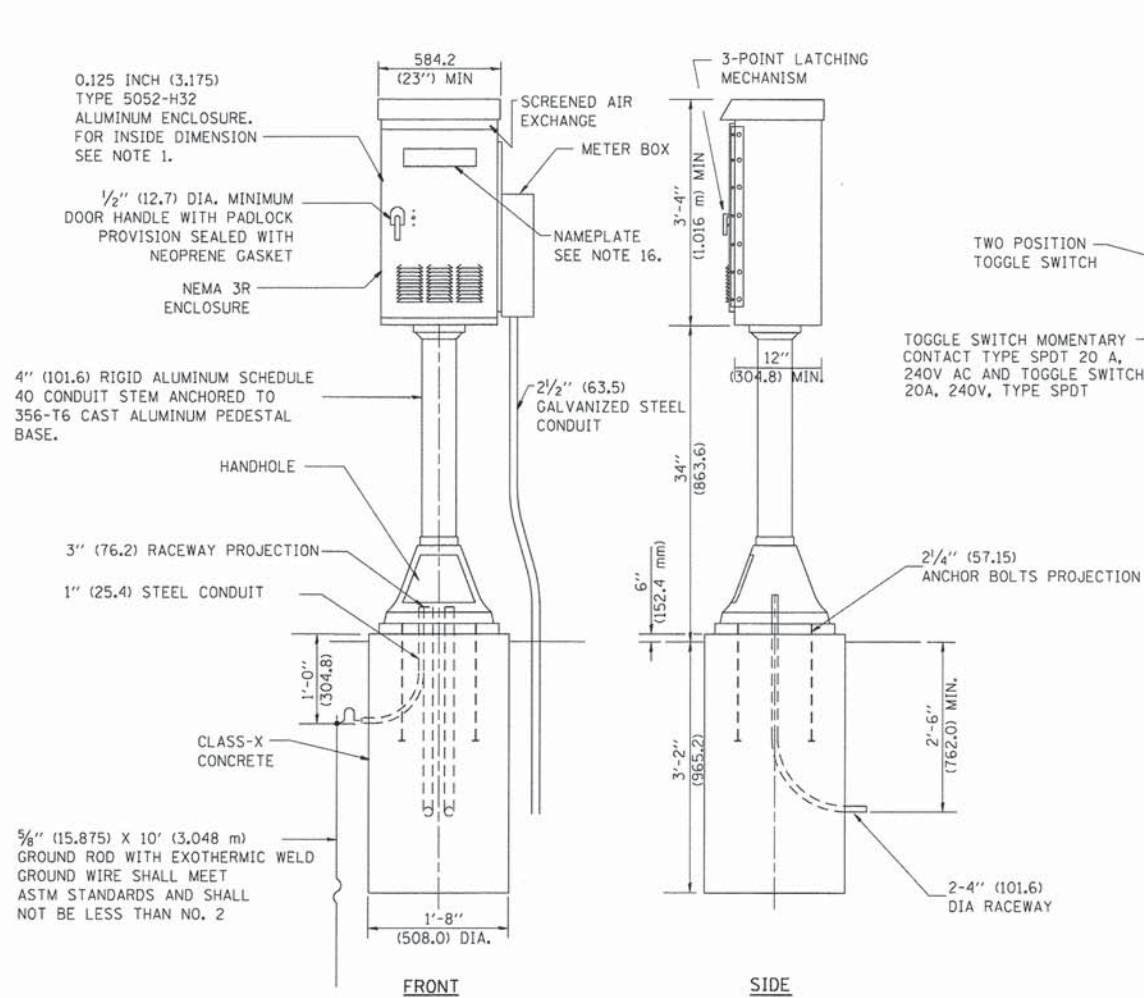 584.2
(23") MIN
0.125 INCH (3.175)
TYPE 5052-H32
ALUMINUM ENCLOSURE.
FOR INSIDE DIMENSION
SEE NOTE 1.
SCREENED AIR
EXCHANGE
METER BOX
½" (12.7) DIA. MINIMUM
DOOR HANDLE WITH PADLOCK
PROVISION SEALED WITH
NEOPRENE GASKET
NAMEPLATE
SEE NOTE 16.
NEMA 3R
ENCLOSURE
4" (101.6) RIGID ALUMINUM SCHEDULE
40 CONDUIT STEM ANCHORED TO
356-T6 CAST ALUMINUM PEDESTAL
BASE.
2½" (63.5)
GALVANIZED STEEL
CONDUIT
HANDHOLE
3" (76.2) RACEWAY PROJECTION
1" (25.4) STEEL CONDUIT
1'-0"
(304.8)
CLASS-X
CONCRETE
⅝" (15.875) X 10' (3.048 m)
GROUND ROD WITH EXOTHERMIC WELD
GROUND WIRE SHALL MEET
ASTM STANDARDS AND SHALL
NOT BE LESS THAN NO. 2
1'-8"
(508.0) DIA.
FRONT
3-POINT LATCHING
MECHANISM
3'-4"
(1.016 m) MIN
12"
(304.8) MIN.
34"
(863.6)
6"
(152.4 mm)
2¼" (57.15)
ANCHOR BOLTS PROJECTION
3'-2"
(965.2)
2'-6"
(762.0) MIN.
2-4" (101.6)
DIA RACEWAY
SIDE
TWO POSITION
TOGGLE SWITCH
TOGGLE SWITCH MOMENTARY
CONTACT TYPE SPDT 20 A,
240V AC AND TOGGLE SWITCH
20A, 240V, TYPE SPDT